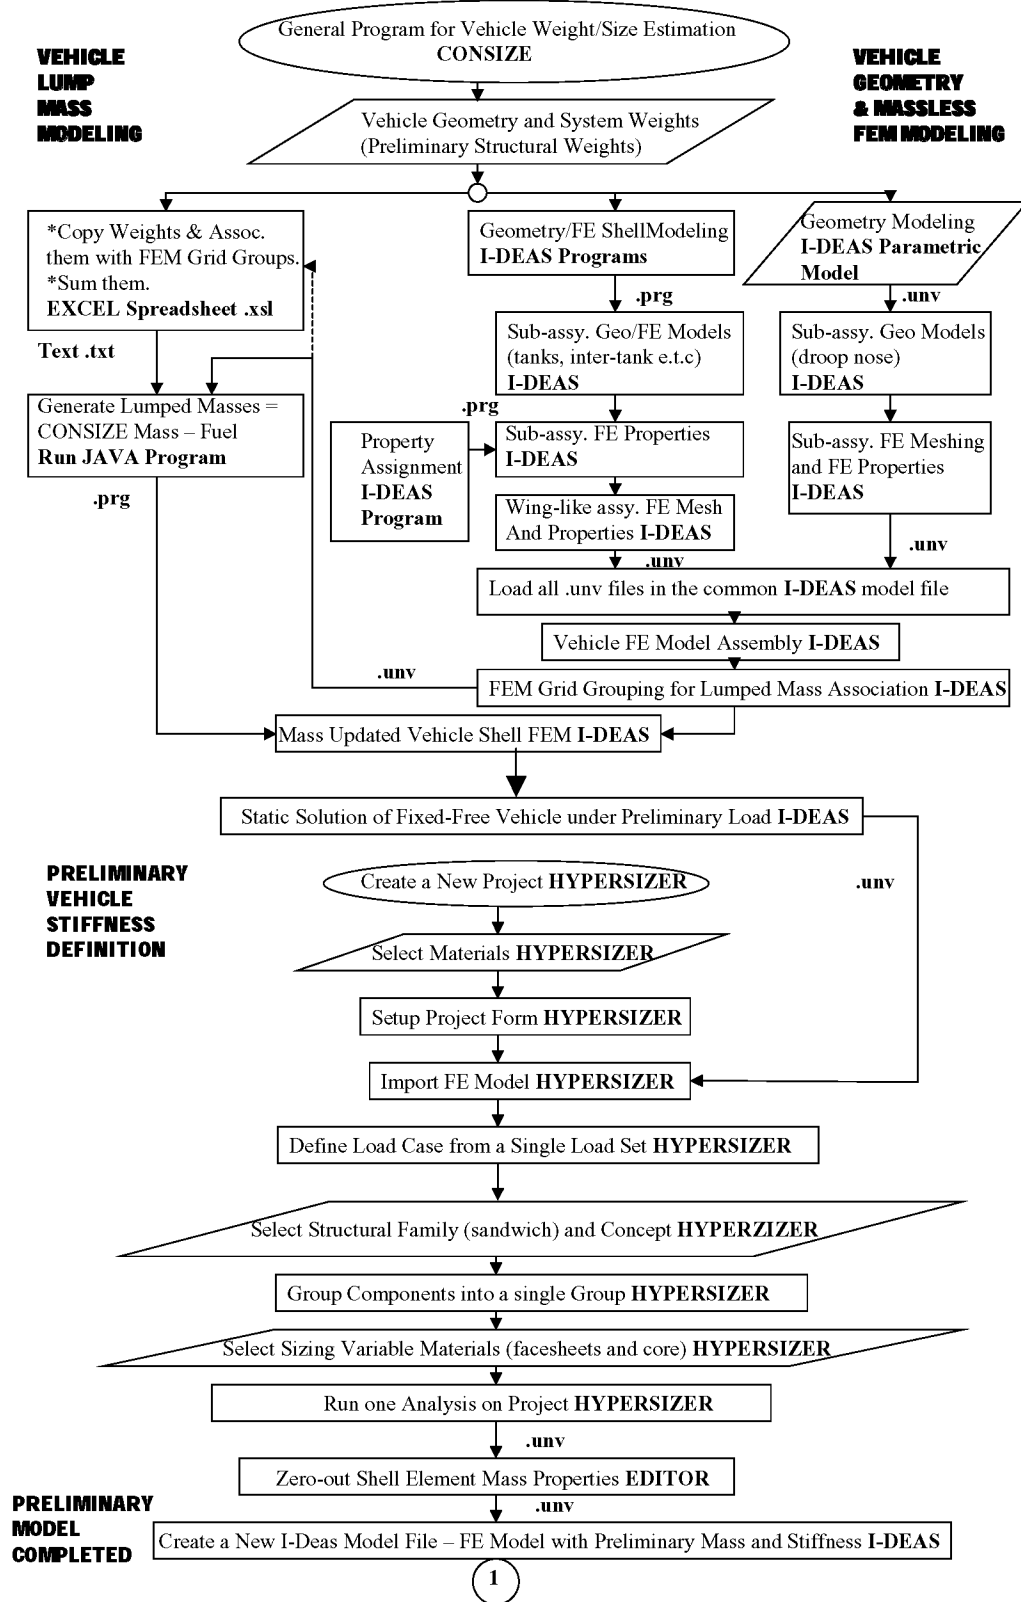 General Program for Vehicle Weight/Size Estimation
CONSIZE
VEHICLE
LUMP
MASS
MODELING
VEHICLE
GEOMETRY
& MASSLESS
FEM MODELING
Vehicle Geometry and System Weights
(Preliminary Structural Weights)
*Copy Weights & Assoc.
them with FEM Grid Groups.
*Sum them.
EXCEL Spreadsheet .xsl
Geometry/FE ShellModeling
I-DEAS Programs
Geometry Modeling
I-DEAS Parametric
Model
.prg
.unv
Text .txt
Sub-assy. Geo/FE Models
(tanks, inter-tank e.t.c)
I-DEAS
Sub-assy. Geo Models
(droop nose)
I-DEAS
.prg
Generate Lumped Masses =
CONSIZE Mass – Fuel
Run JAVA Program
Property
Assignment
I-DEAS
Program
Sub-assy. FE Properties
I-DEAS
Sub-assy. FE Meshing
and FE Properties
I-DEAS
.prg
Wing-like assy. FE Mesh
And Properties I-DEAS
.unv
.unv
Load all .unv files in the common I-DEAS model file
Vehicle FE Model Assembly I-DEAS
.unv
FEM Grid Grouping for Lumped Mass Association I-DEAS
Mass Updated Vehicle Shell FEM I-DEAS
Static Solution of Fixed-Free Vehicle under Preliminary Load I-DEAS
PRELIMINARY
VEHICLE
STIFFNESS
DEFINITION
Create a New Project HYPERSIZER
.unv
Select Materials HYPERSIZER
Setup Project Form HYPERSIZER
Import FE Model HYPERSIZER
Define Load Case from a Single Load Set HYPERSIZER
Select Structural Family (sandwich) and Concept HYPERZIZER
Group Components into a single Group HYPERSIZER
Select Sizing Variable Materials (facesheets and core) HYPERSIZER
Run one Analysis on Project HYPERSIZER
.unv
Zero-out Shell Element Mass Properties EDITOR
.unv
PRELIMINARY
MODEL
COMPLETED
Create a New I-Deas Model File – FE Model with Preliminary Mass and Stiffness I-DEAS
1